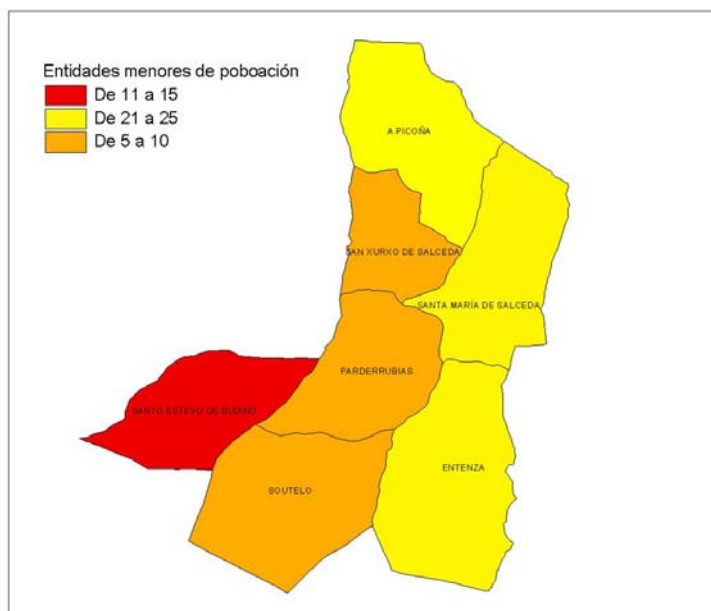 Entidades menores de poboación
De 11 a 15
De 21 a 25
De 5 a 10
A PICOÑA
SAN XURXO DE SALCEDA
SANTA MARÍA DE SALCEDA
PARDERRUBIAS
SANTO ESTEVO DE BUDIÑO
ENTENZA
SOUTELO